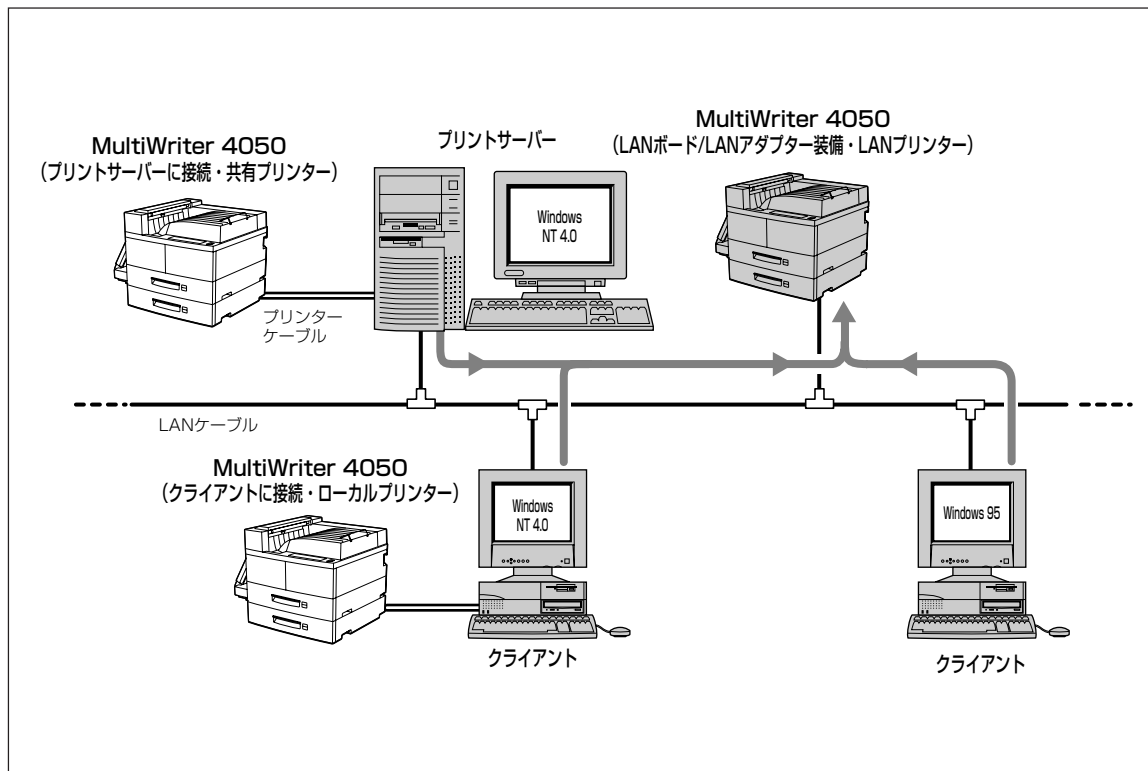 MultiWriter 4050
（プリントサーバーに接続・共有プリンター）
プリントサーバー
MultiWriter 4050
（LANボード/LANアダプター装備・LANプリンター）
Windows
NT 4.0
プリンター
ケーブル
LANケーブル
MultiWriter 4050
（クライアントに接続・ローカルプリンター）
Windows
NT 4.0
クライアント
Windows 95
クライアント